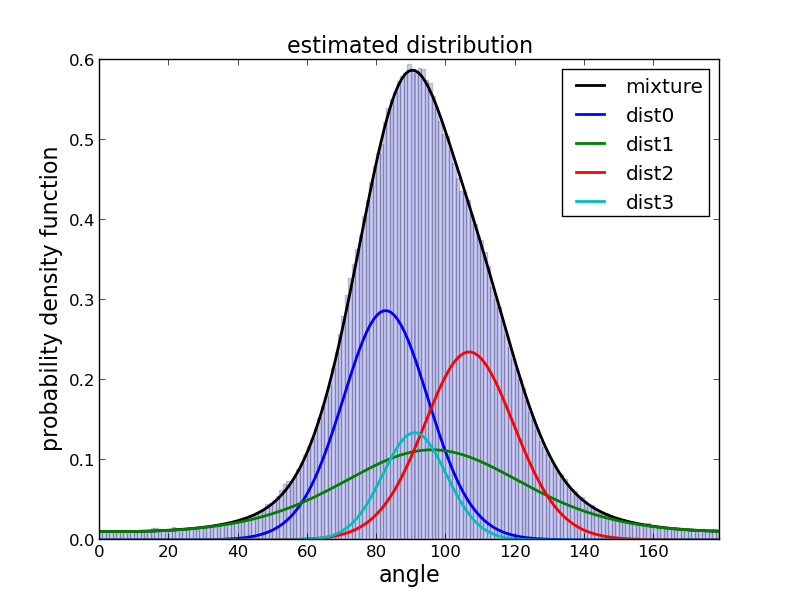 estimated distribution
probability density function
0.6
0.5
0.4
0.3
0.2
0.1
0.0
mixture
dist0
dist1
dist2
dist3
0 20 40 60 80 100 120 140 160
angle